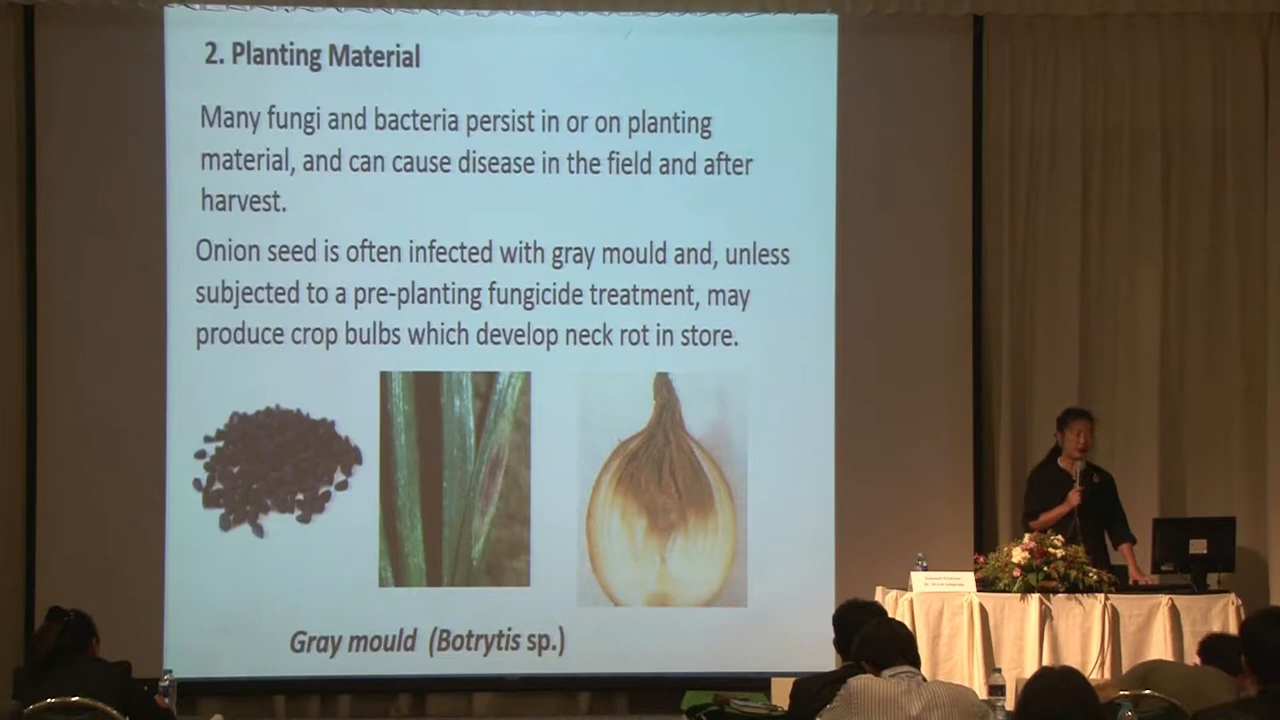 2. Planting Material
Many fungi and bacteria persist in or on planting
material, and can cause disease in the field and after
harvest.
Onion seed is often infected with gray mould and, unless
subjected to a pre-planting fungicide treatment, may
produce crop bulbs which develop neck rot in store.
Gray mould (Botrytis sp.)